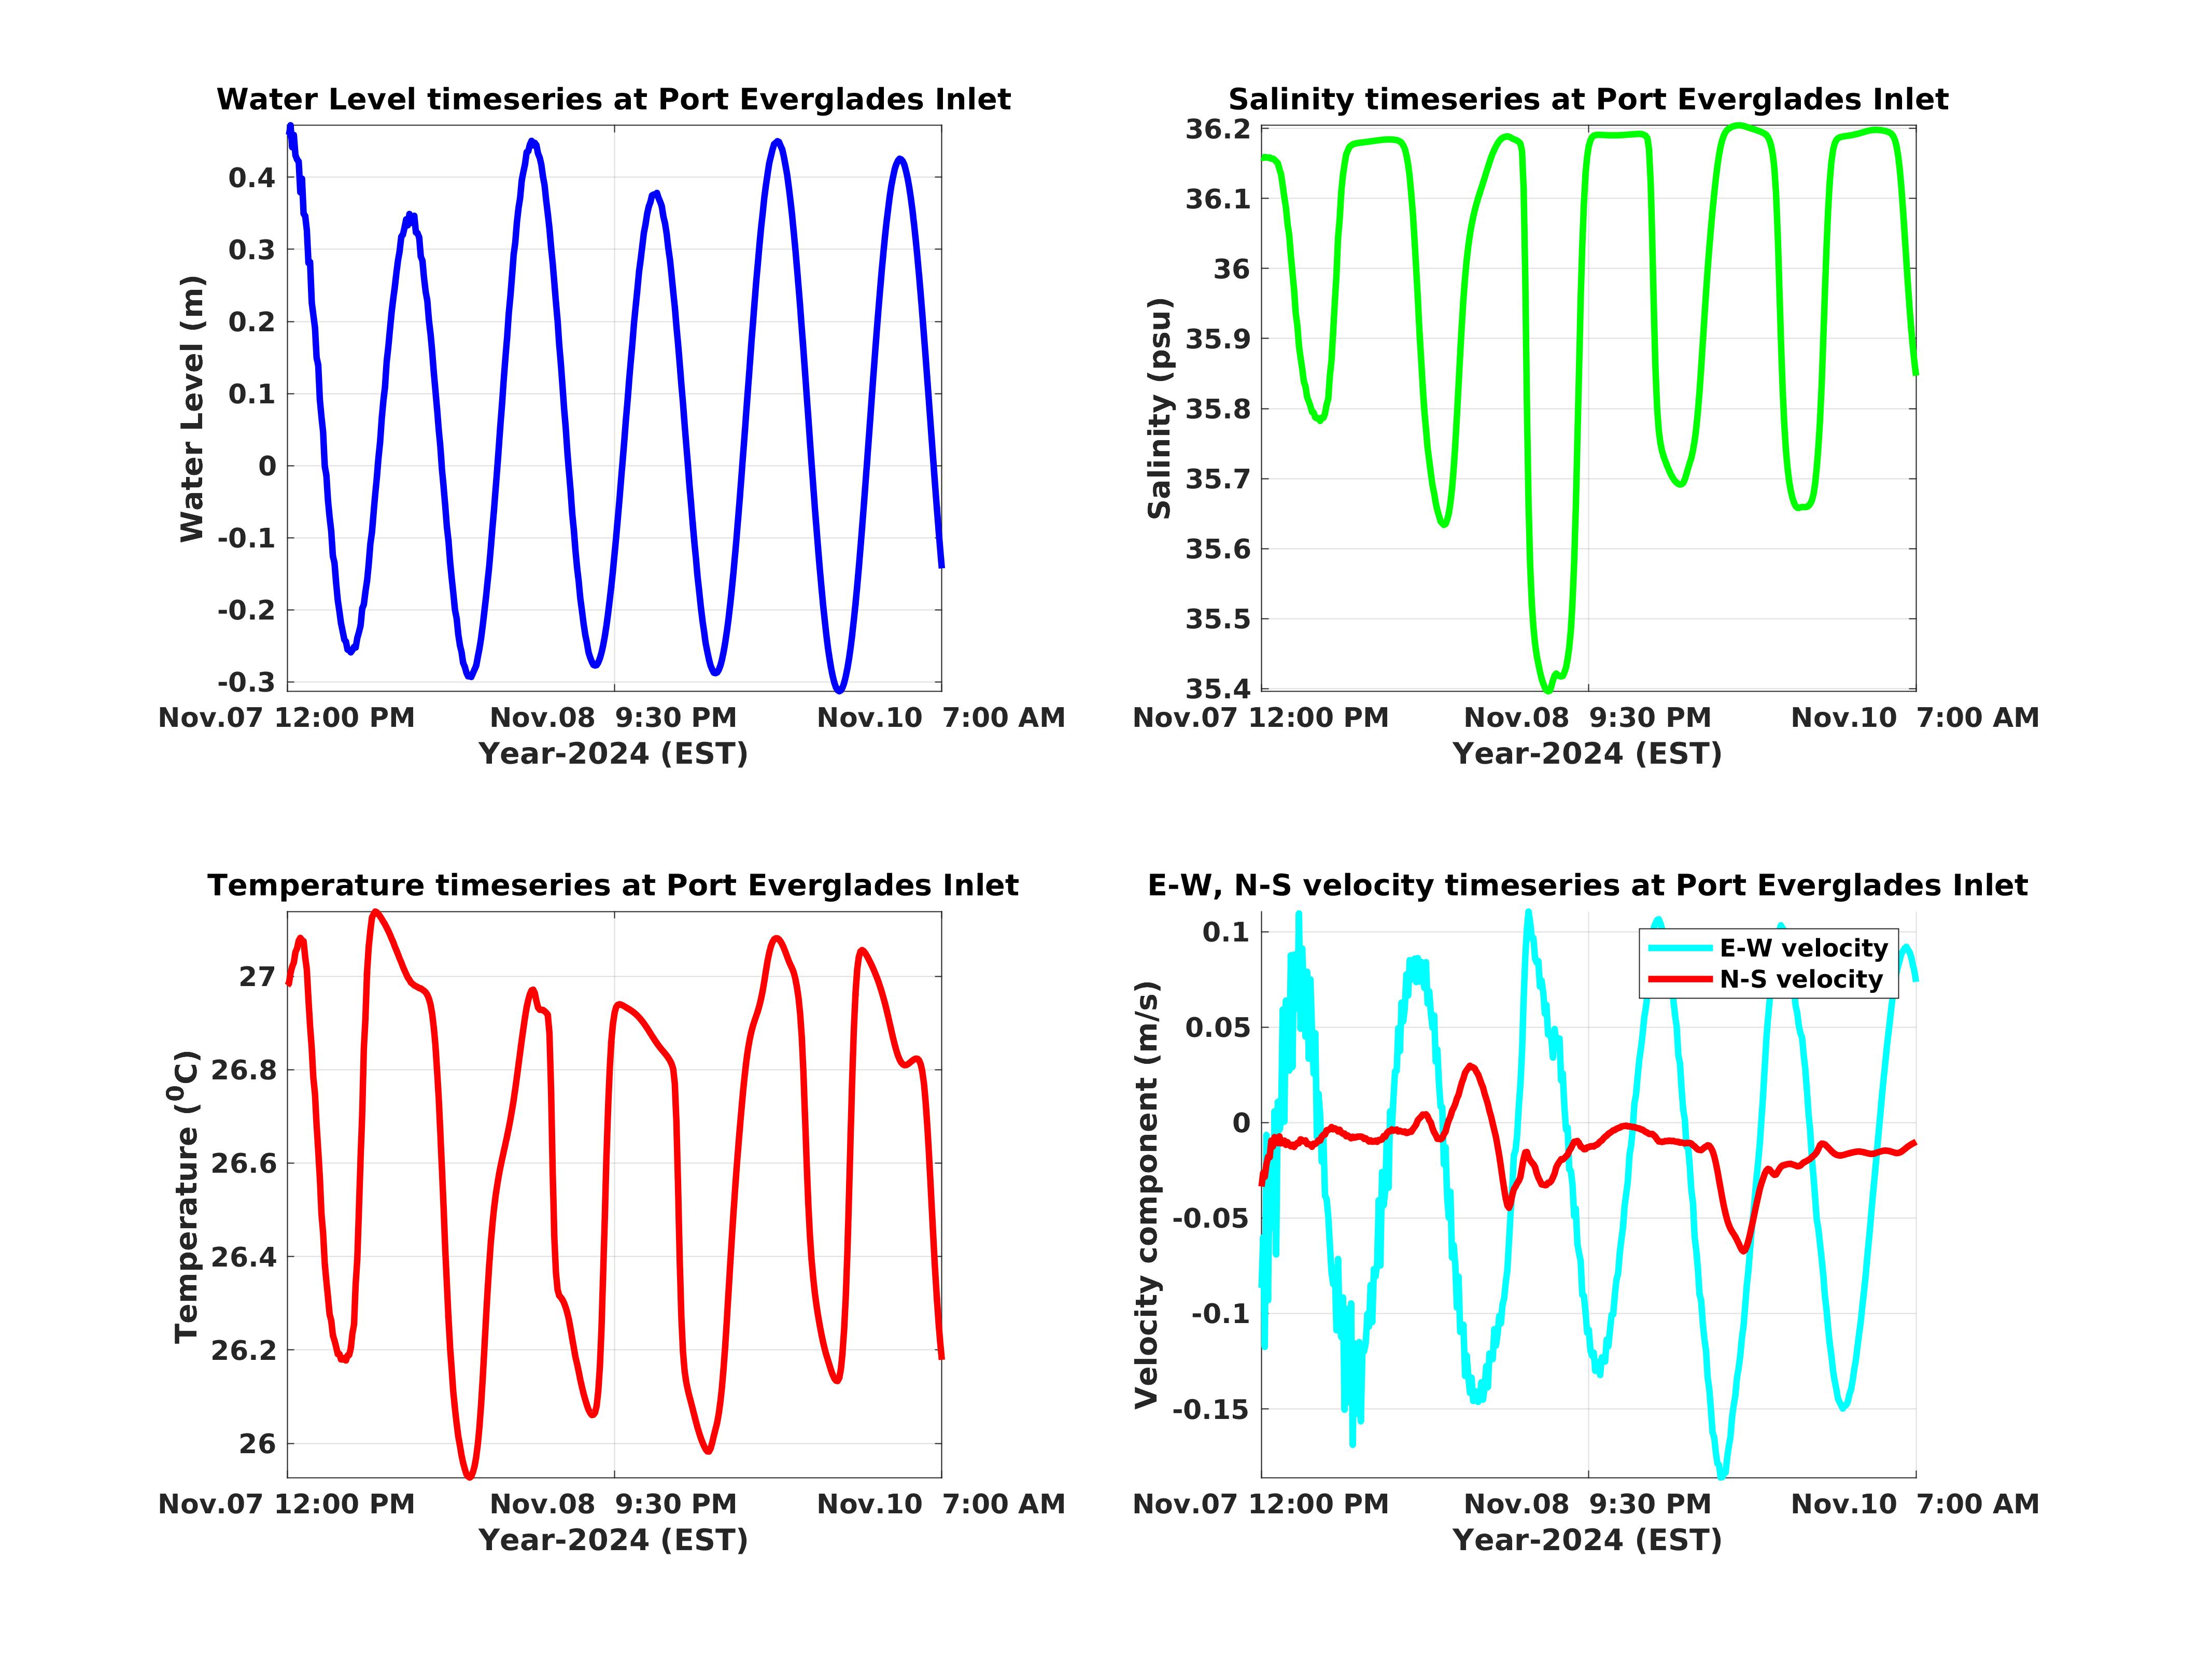 Water Level timeseries at Port Everglades Inlet
Water Level (m)
0.4
0.3
0.2
0.1
0
-0.1
-0.2
-0.3
Nov.07 12:00 PM
Nov.08 9:30 PM
Nov.10 7:00 AM
Year-2024 (EST)
Salinity timeseries at Port Everglades Inlet
Salinity (psu)
36.2
36.1
36
35.9
35.8
35.7
35.6
35.5
35.4
Nov.07 12:00 PM
Nov.08 9:30 PM
Nov.10 7:00 AM
Year-2024 (EST)
Temperature timeseries at Port Everglades Inlet
Temperature (⁰C)
27
26.8
26.6
26.4
26.2
26
Nov.07 12:00 PM
Nov.08 9:30 PM
Nov.10 7:00 AM
Year-2024 (EST)
E-W, N-S velocity timeseries at Port Everglades Inlet
Velocity component (m/s)
0.1
0.05
0
-0.05
-0.1
-0.15
E-W velocity
N-S velocity
Nov.07 12:00 PM
Nov.08 9:30 PM
Nov.10 7:00 AM
Year-2024 (EST)